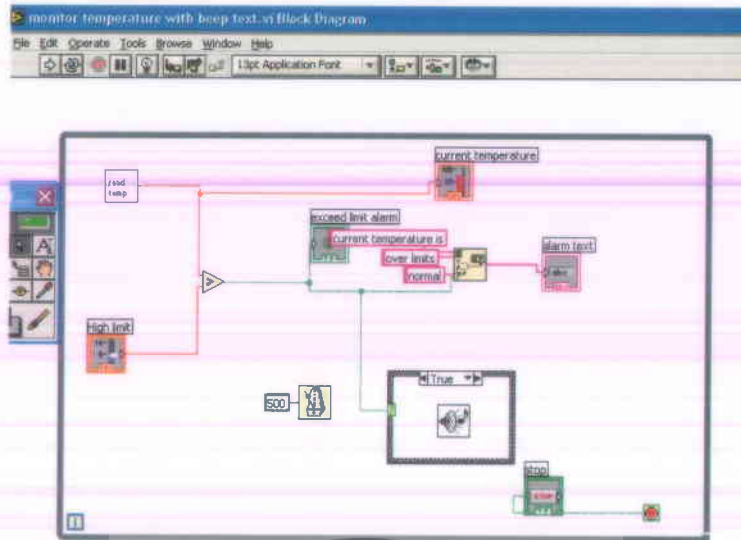 monitor temperature with beep text.vi Block Diagram
File Edit Operate Tools Browse Window Help
13pt Application Font
current temperature
read
temp
exceed limit alarm
current temperature is
over limits
normal
alarm text
abc
High limit
True
500
stop
STOP
i